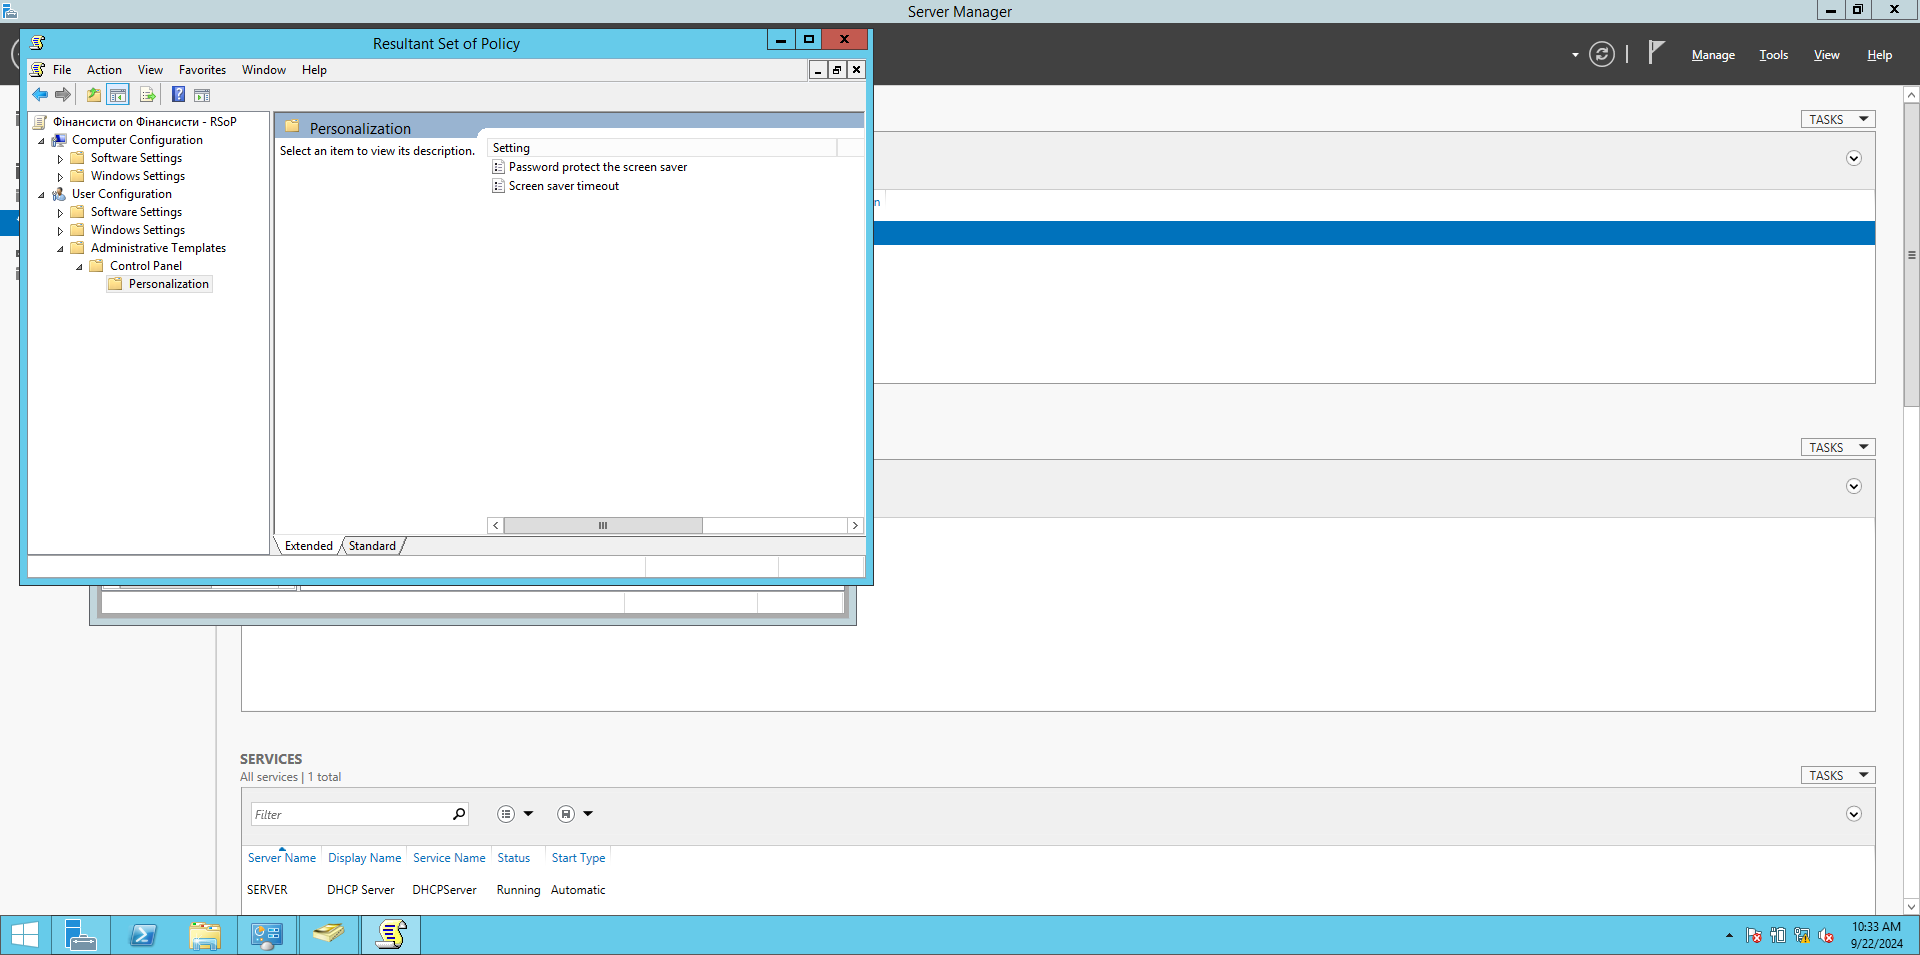 Server Manager
Resultant Set of Policy
File Action View Favorites Window Help
Manage Tools View Help
Фінансисти on Фінансисти - RSoP
Computer Configuration
Software Settings
Windows Settings
User Configuration
Software Settings
Windows Settings
Administrative Templates
Control Panel
Personalization
Personalization
Select an item to view its description.
Setting
Password protect the screen saver
Screen saver timeout
Extended Standard
TASKS
n
TASKS
SERVICES
All services | 1 total
TASKS
Filter
Server Name Display Name Service Name Status Start Type
SERVER DHCP Server DHCPServer Running Automatic
10:33 AM
9/22/2024